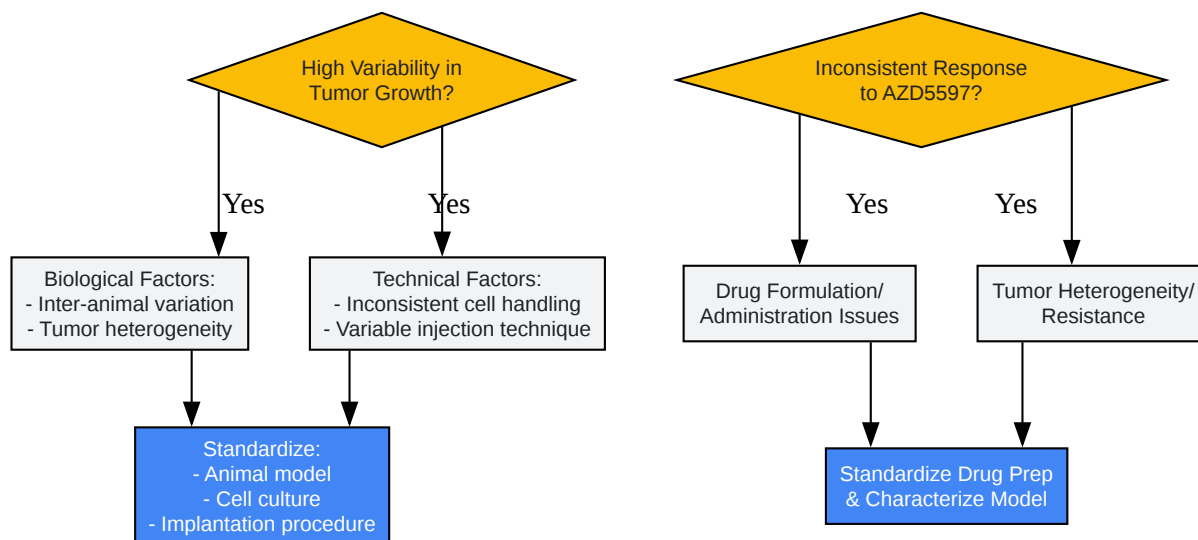 High Variability in
Tumor Growth?
Yes
Yes
Biological Factors:
- Inter-animal variation
- Tumor heterogeneity
Technical Factors:
- Inconsistent cell handling
- Variable injection technique
Standardize:
- Animal model
- Cell culture
- Implantation procedure
Inconsistent Response
to AZD5597?
Yes
Yes
Drug Formulation/
Administration Issues
Tumor Heterogeneity/
Resistance
Standardize Drug Prep
& Characterize Model